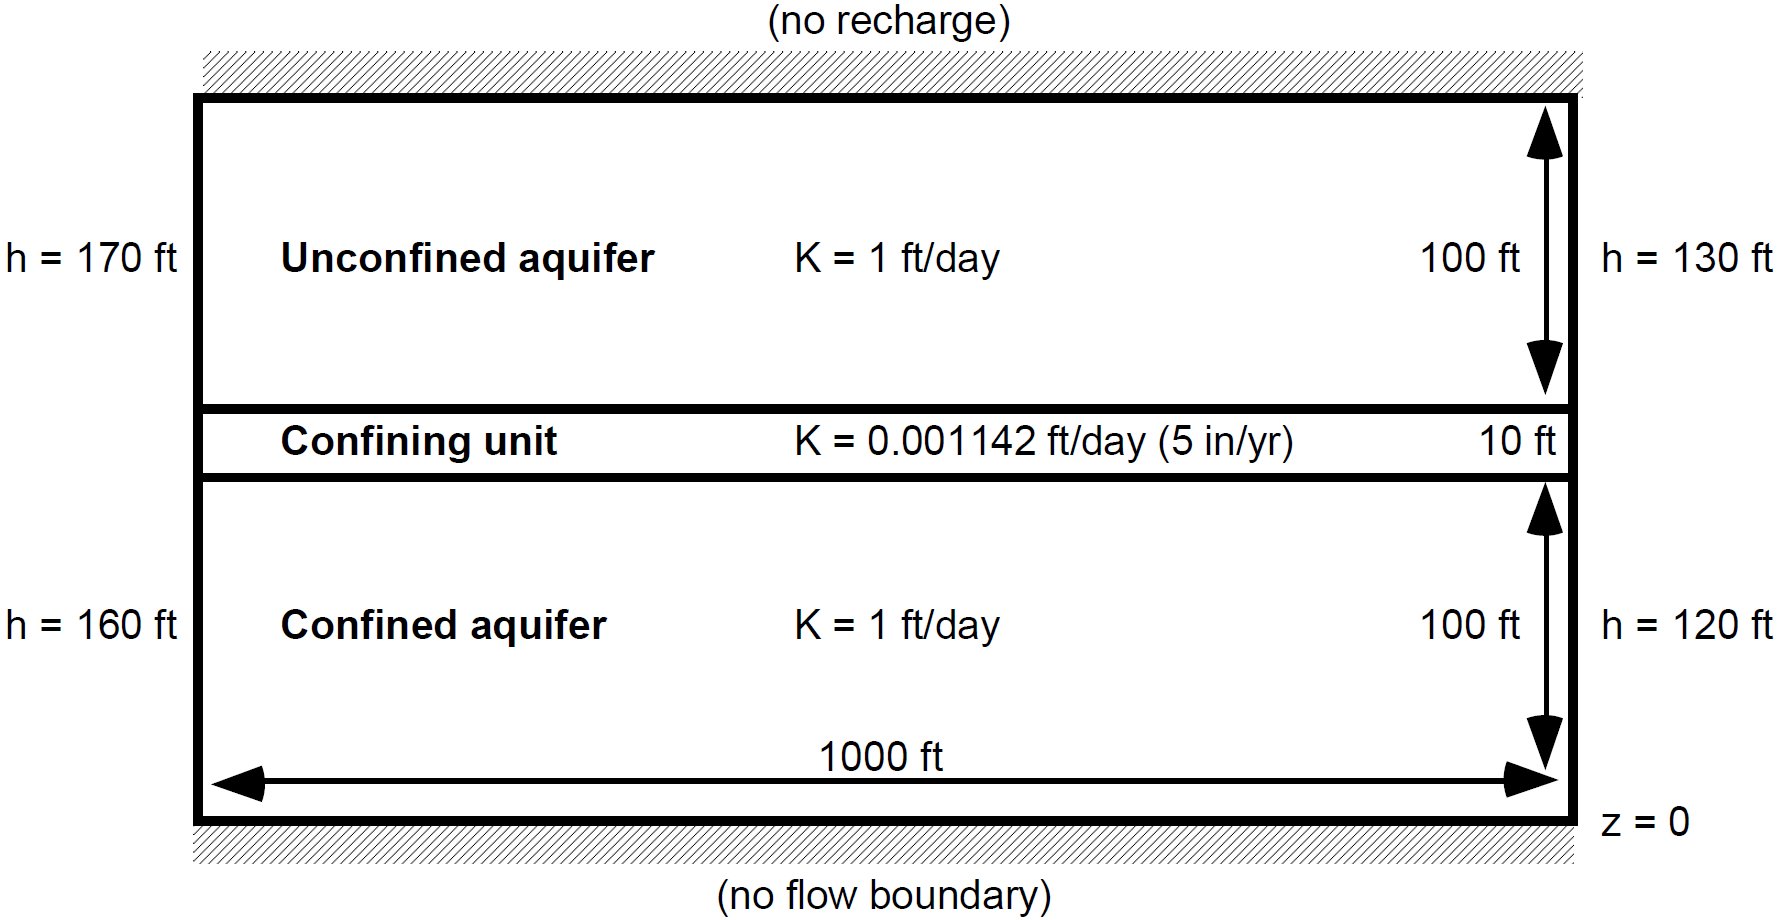 (no recharge)
h = 170 ft Unconfined aquifer K = 1 ft/day 100 ft h = 130 ft
Confining unit K = 0.001142 ft/day (5 in/yr) 10 ft
h = 160 ft Confined aquifer K = 1 ft/day 100 ft h = 120 ft
1000 ft
z = 0
(no flow boundary)